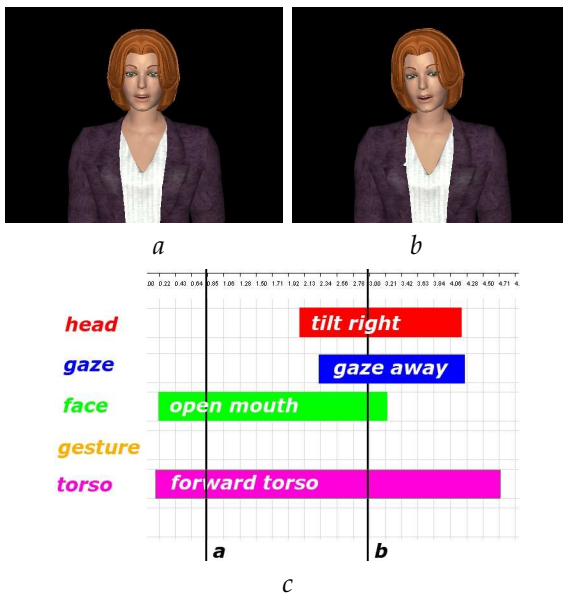 a
b
.00 0.22 0.43 0.64 0.85 1.06 1.28 1.50 1.71 1.92 2.13 2.34 2.56 2.78 3.00 3.21 3.42 3.63 3.84 4.06 4.28 4.50 4.71 4.
head tilt right
gaze gaze away
face open mouth
gesture
torso forward torso
a b
c